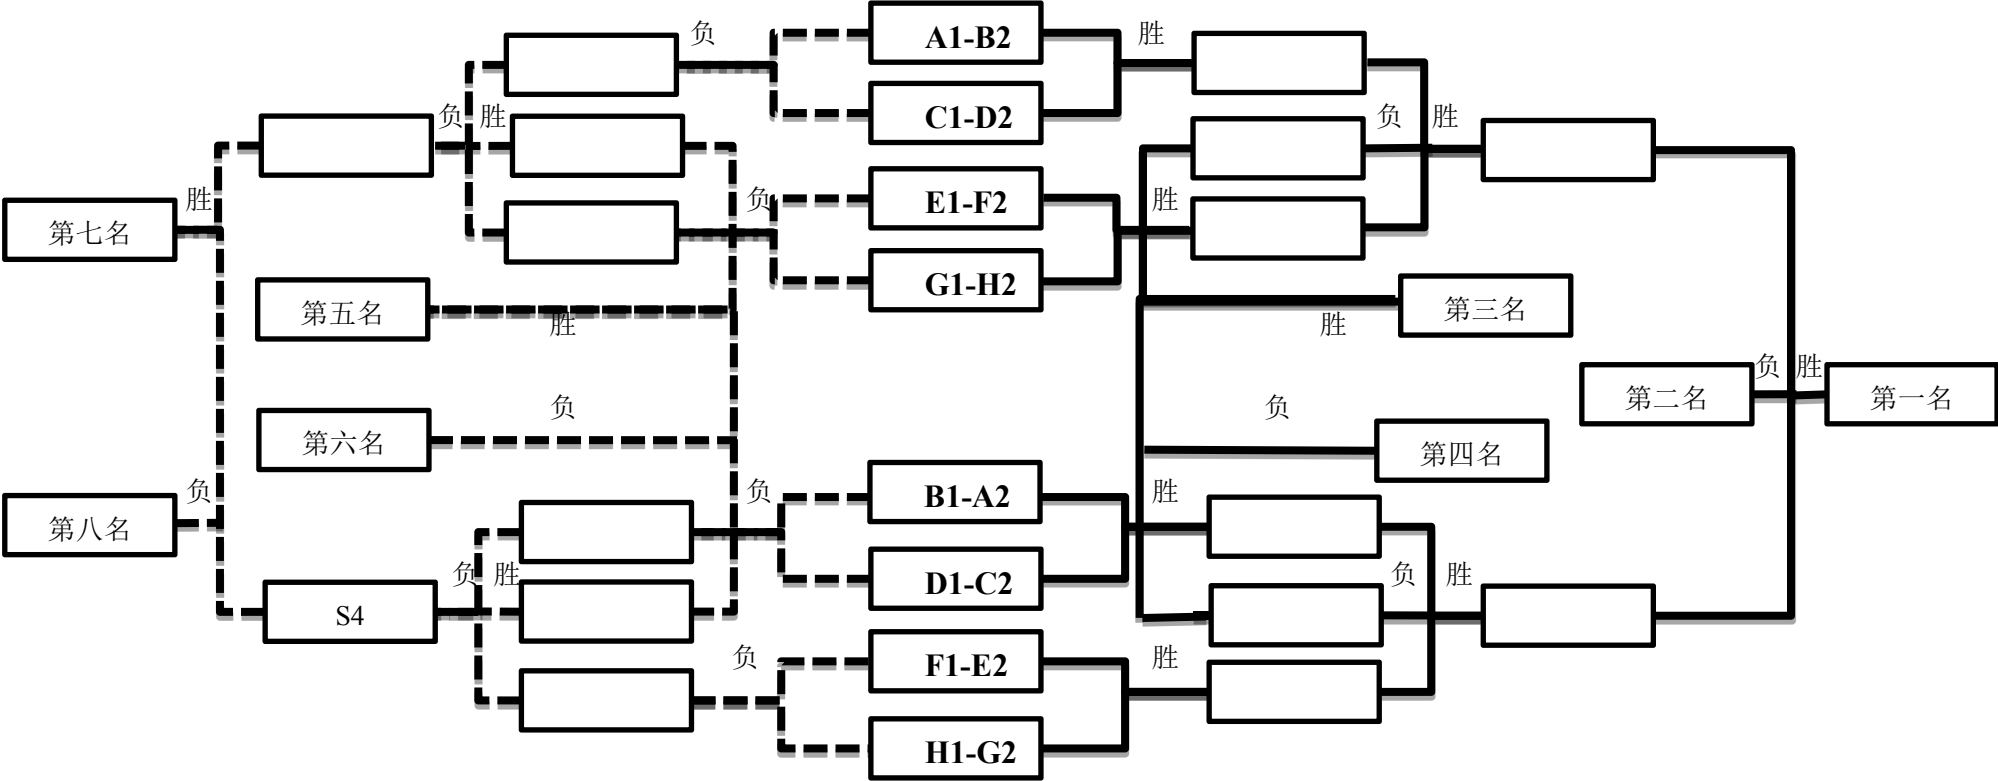 负
A1-B2
胜
C1-D2
负
胜
负
胜
胜
负
E1-F2
胜
第七名
G1-H2
第五名
胜
第三名
胜
第二名
负
胜
第一名
负
负
第六名
第四名
负
负
B1-A2
胜
第八名
负
胜
D1-C2
负
胜
S4
负
F1-E2
胜
H1-G2